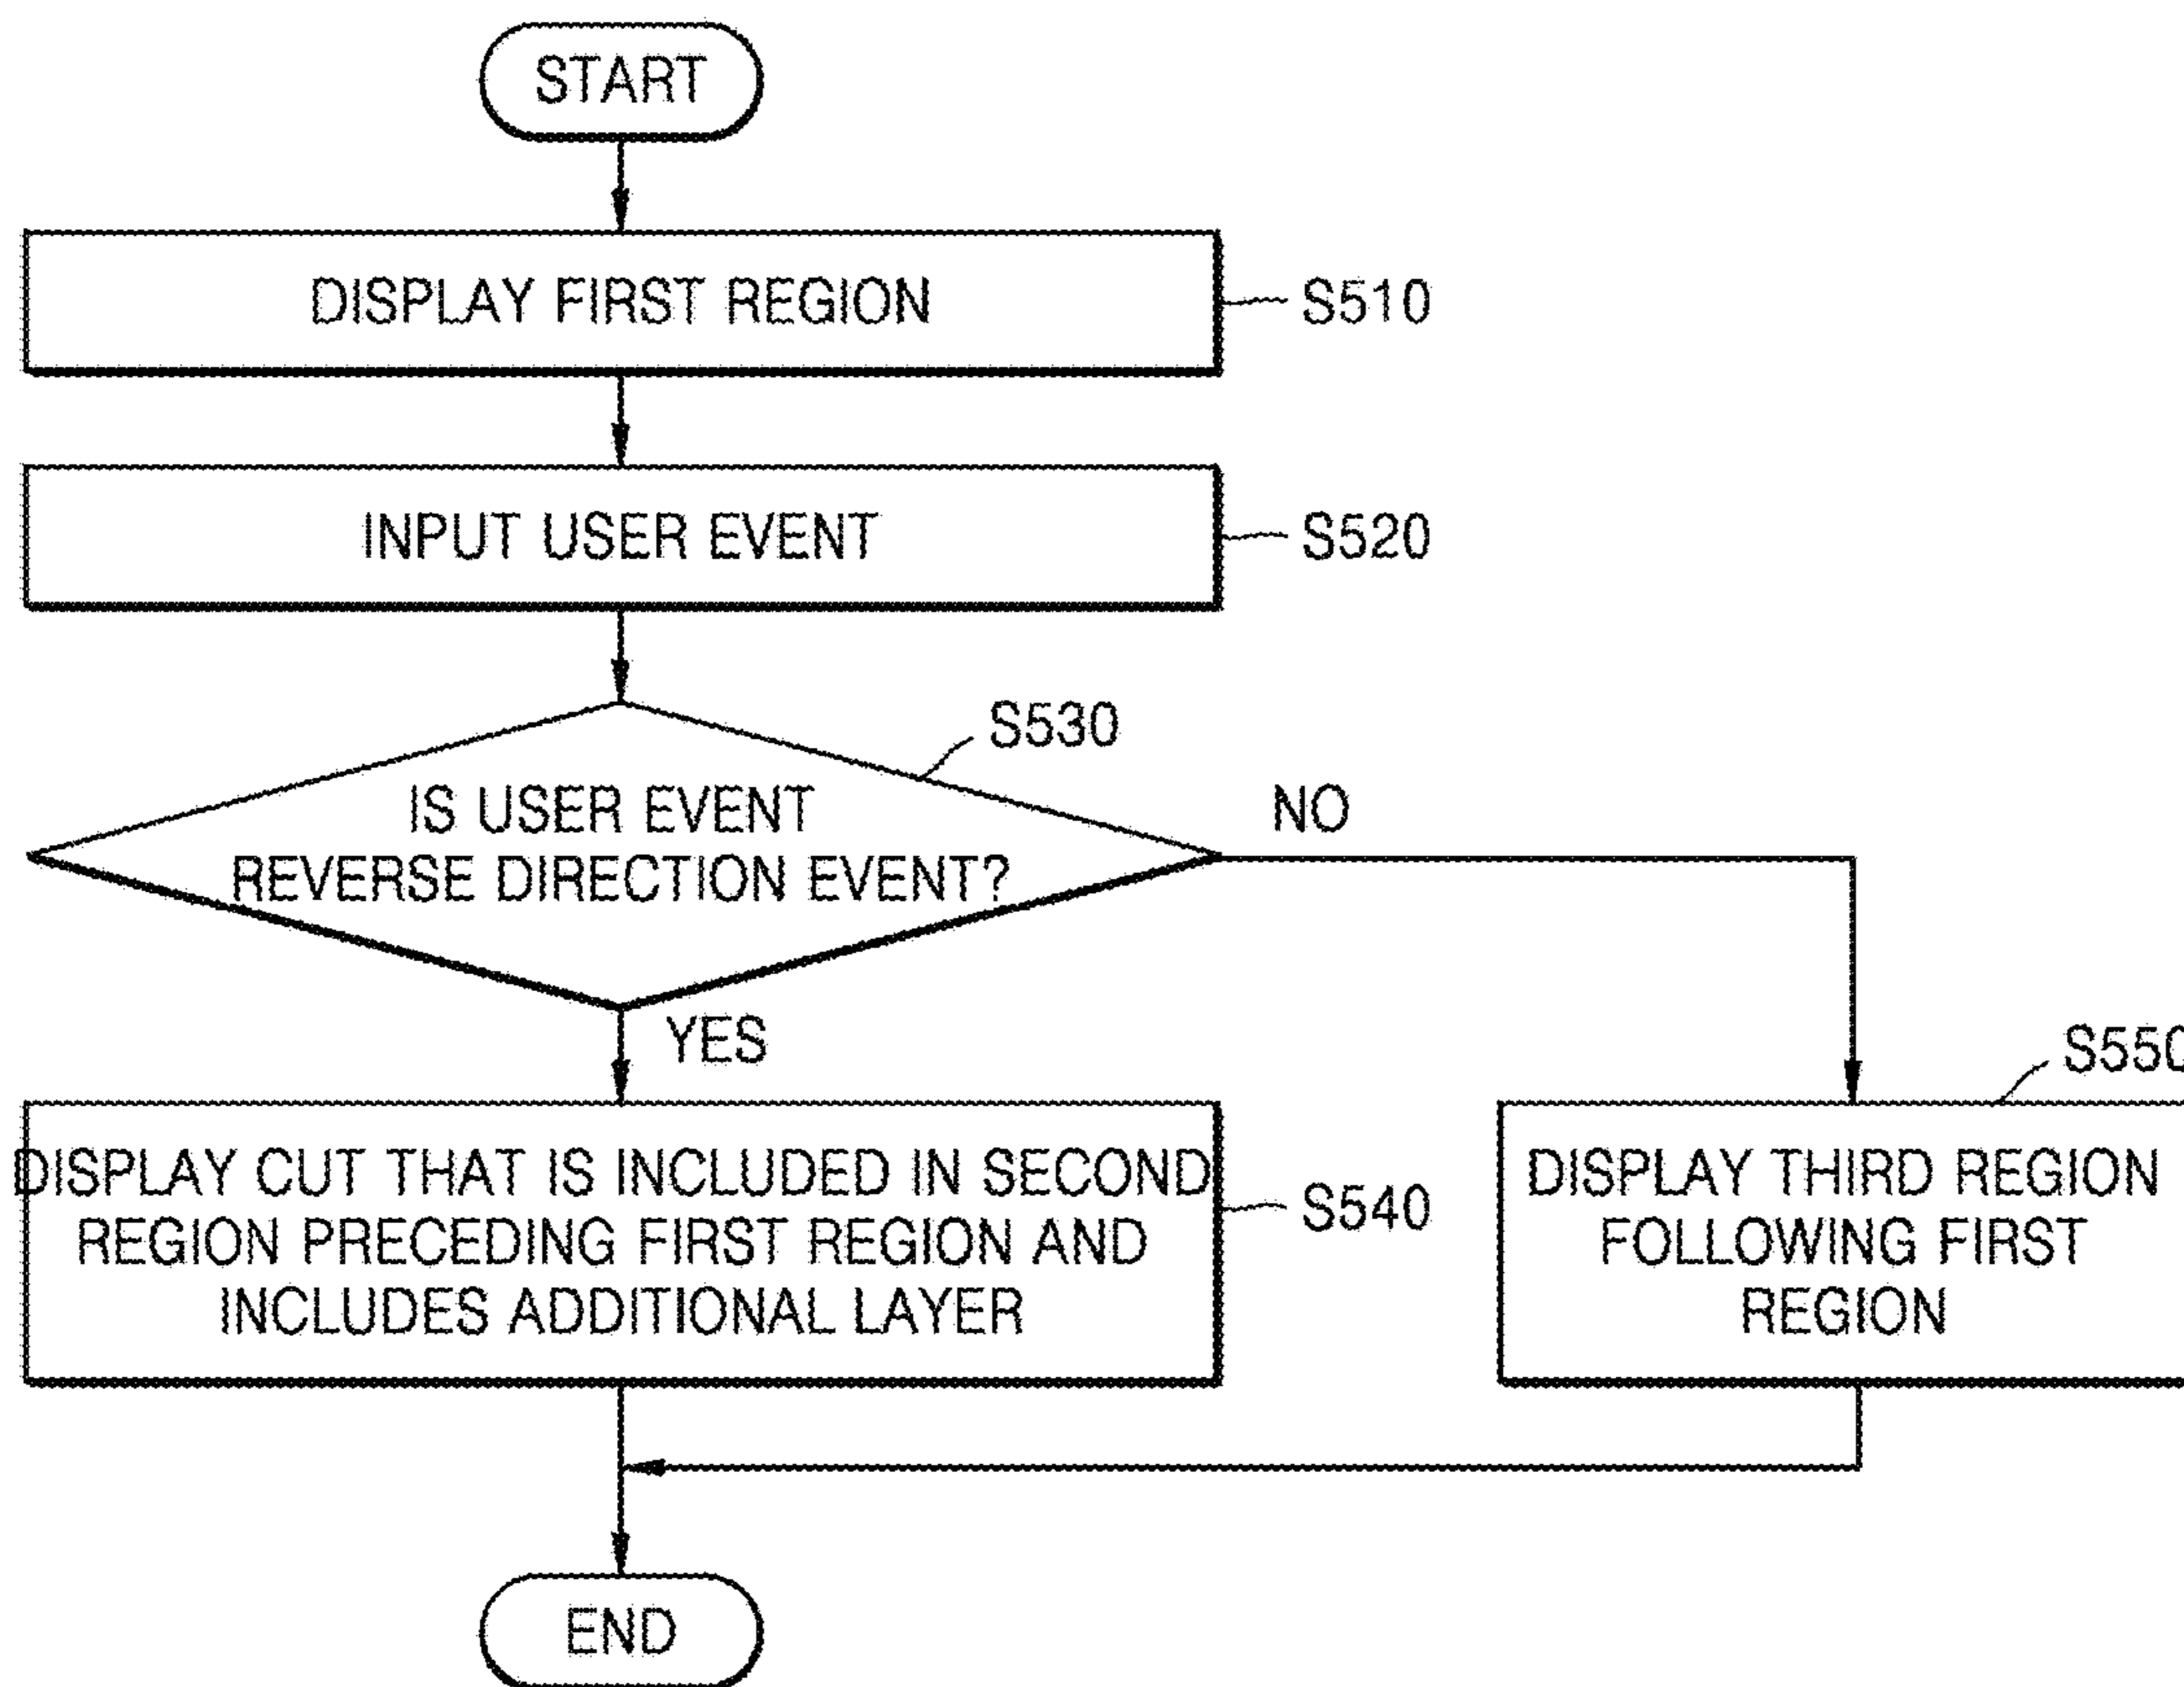 START
DISPLAY FIRST REGION
S510
INPUT USER EVENT
S520
S530
IS USER EVENT
REVERSE DIRECTION EVENT?
NO
YES
DISPLAY CUT THAT IS INCLUDED IN SECOND
REGION PRECEDING FIRST REGION AND
INCLUDES ADDITIONAL LAYER
S540
S550
DISPLAY THIRD REGION
FOLLOWING FIRST
REGION
END